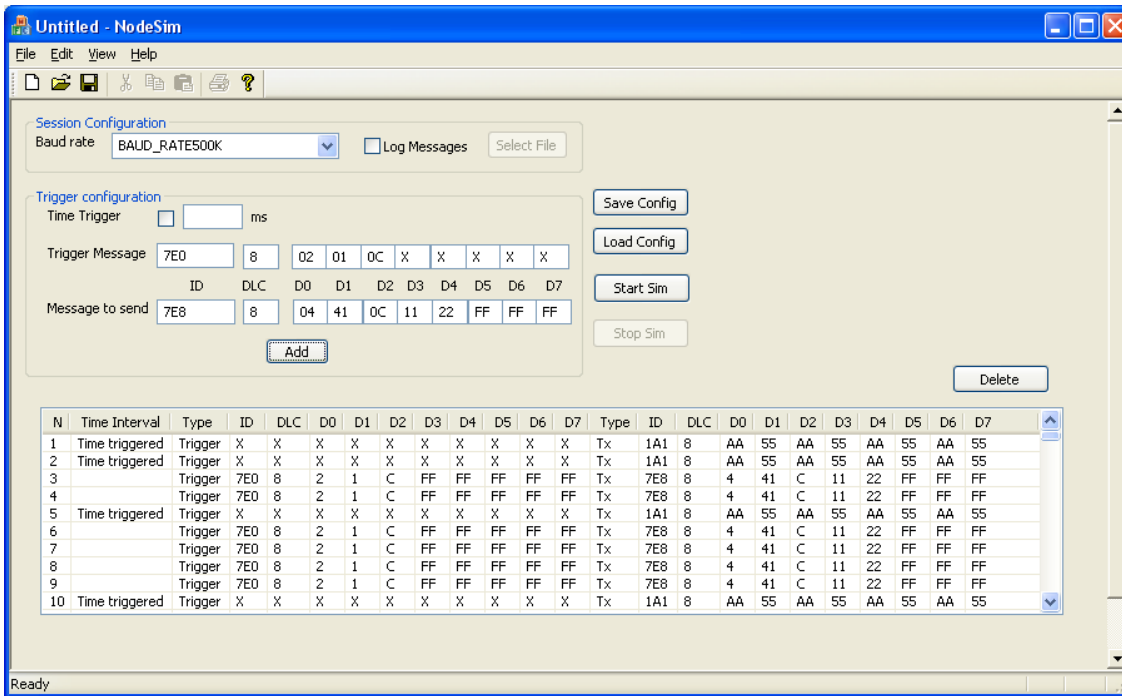 Untitled - NodeSim
File Edit View Help
Session Configuration
Baud rate BAUD_RATE500K Log Messages Select File
Trigger configuration
Time Trigger ms
Save Config
Trigger Message 7E0 8 02 01 0C X X X X X
Load Config
ID DLC D0 D1 D2 D3 D4 D5 D6 D7
Start Sim
Message to send 7E8 8 04 41 0C 11 22 FF FF FF
Stop Sim
Add
Delete
N Time Interval Type ID DLC D0 D1 D2 D3 D4 D5 D6 D7 Type ID DLC D0 D1 D2 D3 D4 D5 D6 D7
1 Time triggered Trigger X X X X X X X X X X Tx 1A1 8 AA 55 AA 55 AA 55 AA 55
2 Time triggered Trigger X X X X X X X X X X Tx 1A1 8 AA 55 AA 55 AA 55 AA 55
3 Trigger 7E0 8 2 1 C FF FF FF FF FF Tx 7E8 8 4 41 C 11 22 FF FF FF
4 Trigger 7E0 8 2 1 C FF FF FF FF FF Tx 7E8 8 4 41 C 11 22 FF FF FF
5 Time triggered Trigger X X X X X X X X X X Tx 1A1 8 AA 55 AA 55 AA 55 AA 55
6 Trigger 7E0 8 2 1 C FF FF FF FF FF Tx 7E8 8 4 41 C 11 22 FF FF FF
7 Trigger 7E0 8 2 1 C FF FF FF FF FF Tx 7E8 8 4 41 C 11 22 FF FF FF
8 Trigger 7E0 8 2 1 C FF FF FF FF FF Tx 7E8 8 4 41 C 11 22 FF FF FF
9 Trigger 7E0 8 2 1 C FF FF FF FF FF Tx 7E8 8 4 41 C 11 22 FF FF FF
10 Time triggered Trigger X X X X X X X X X X Tx 1A1 8 AA 55 AA 55 AA 55 AA 55
Ready